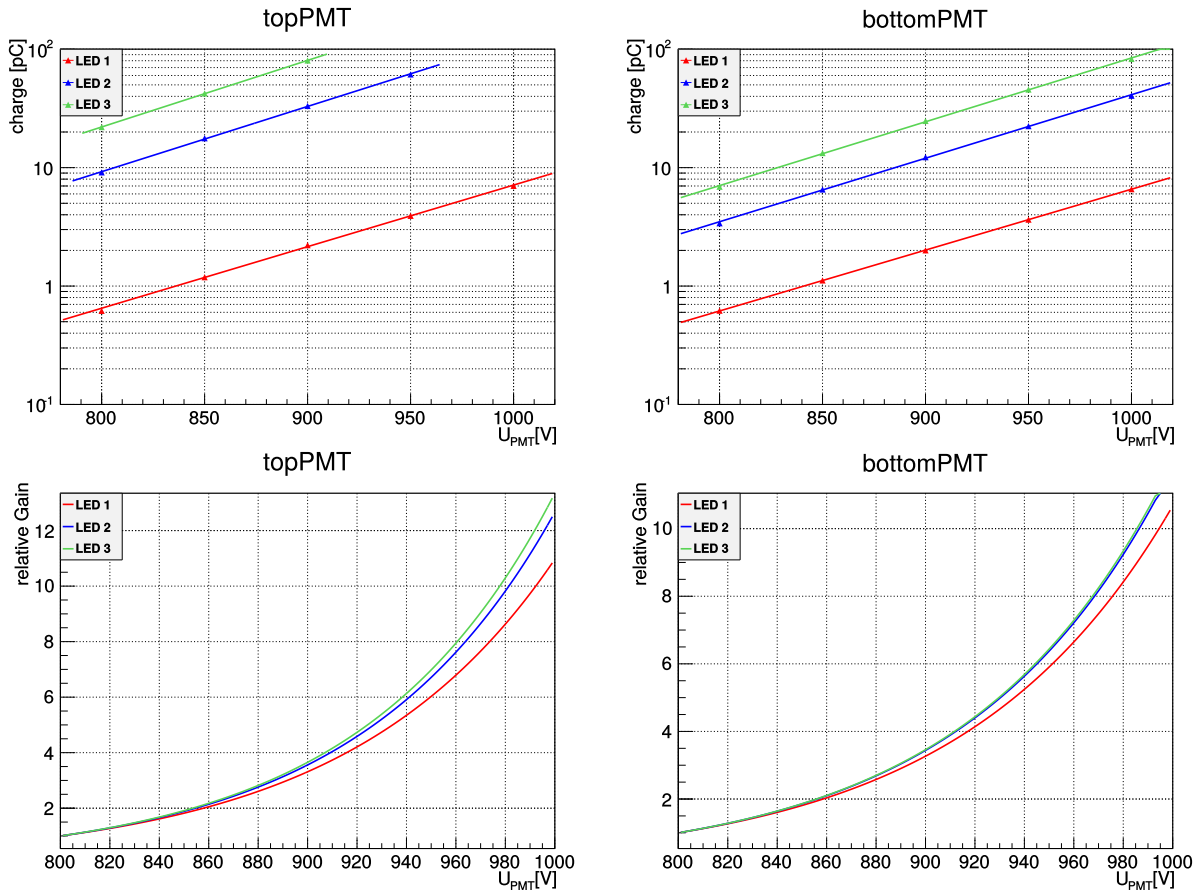 topPMT
charge [pC]
10²
10
1
10⁻¹
LED 1
LED 2
LED 3
800 850 900 950 1000
U_PMT[V]
bottomPMT
charge [pC]
10²
10
1
10⁻¹
LED 1
LED 2
LED 3
800 850 900 950 1000
U_PMT[V]
topPMT
relative Gain
12
10
8
6
4
2
LED 1
LED 2
LED 3
800 820 840 860 880 900 920 940 960 980 1000
U_PMT[V]
bottomPMT
relative Gain
10
8
6
4
2
LED 1
LED 2
LED 3
800 820 840 860 880 900 920 940 960 980 1000
U_PMT[V]